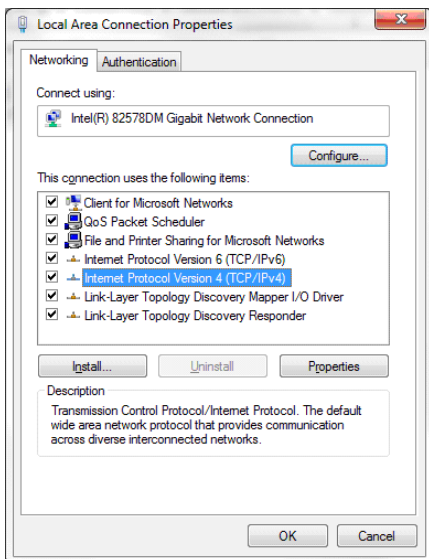 Local Area Connection Properties
Networking
Authentication
Connect using:
Intel(R) 82578DM Gigabit Network Connection
Configure...
This connection uses the following items:
Client for Microsoft Networks
QoS Packet Scheduler
File and Printer Sharing for Microsoft Networks
Internet Protocol Version 6 (TCP/IPv6)
Internet Protocol Version 4 (TCP/IPv4)
Link-Layer Topology Discovery Mapper I/O Driver
Link-Layer Topology Discovery Responder
Install...
Uninstall
Properties
Description
Transmission Control Protocol/Internet Protocol. The default
wide area network protocol that provides communication
across diverse interconnected networks.
OK
Cancel